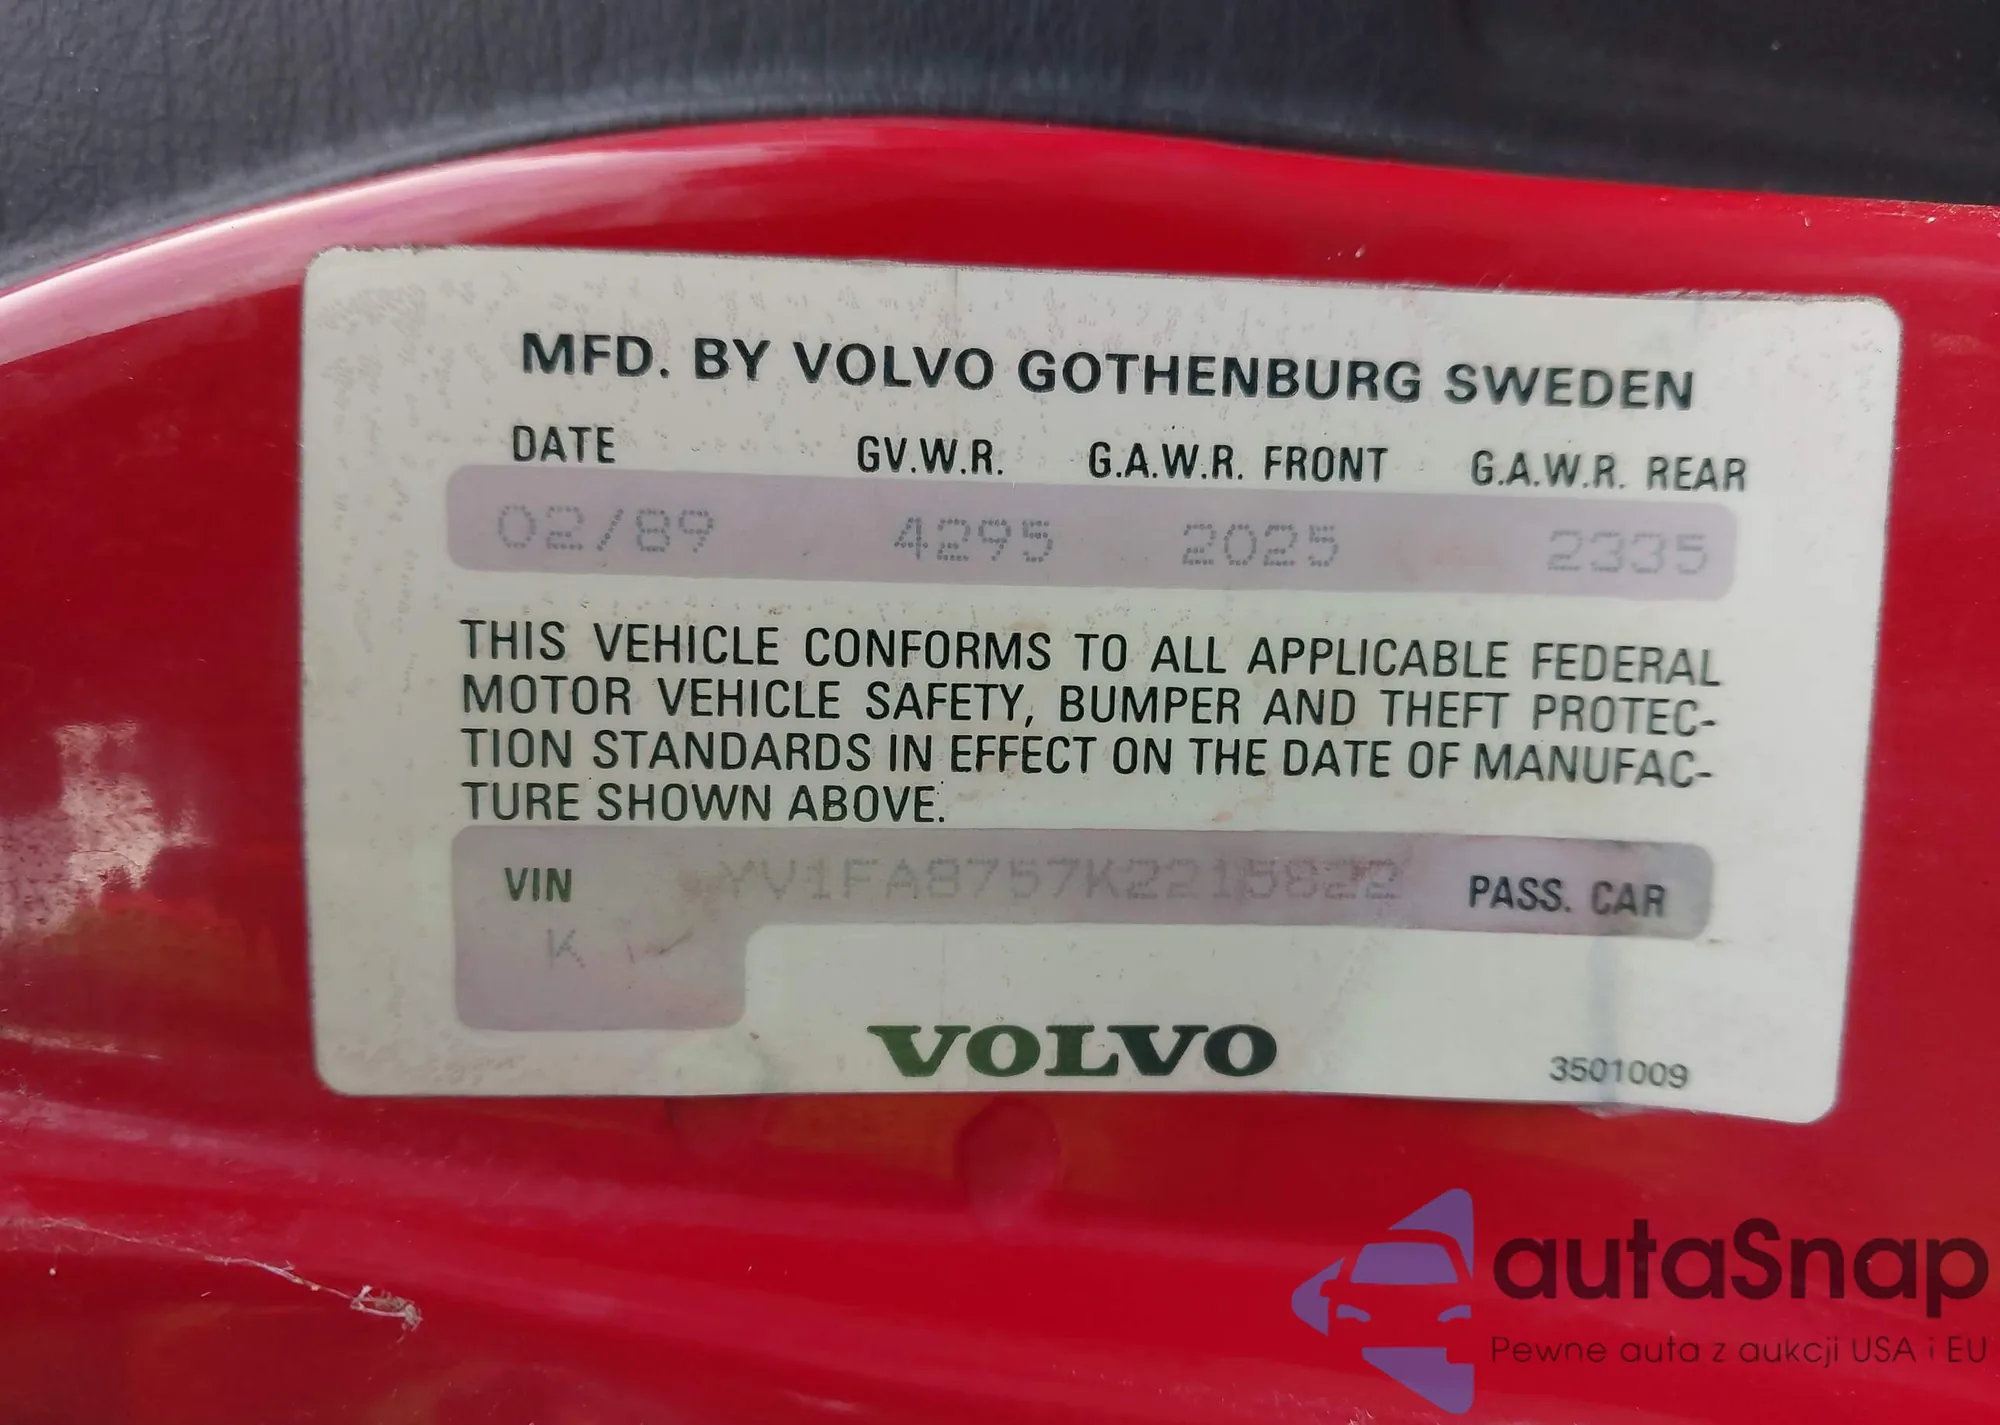 MFD. BY VOLVO GOTHENBURG SWEDEN
DATE GV.W.R. G.A.W.R. FRONT G.A.W.R. REAR
02/89 4295 2025 2335
THIS VEHICLE CONFORMS TO ALL APPLICABLE FEDERAL
MOTOR VEHICLE SAFETY, BUMPER AND THEFT PROTEC-
TION STANDARDS IN EFFECT ON THE DATE OF MANUFAC-
TURE SHOWN ABOVE.
VIN YV1FA8757K2215822 PASS. CAR
K
VOLVO
3501009
autaSnap
Pewne auta z aukcji USA i EU